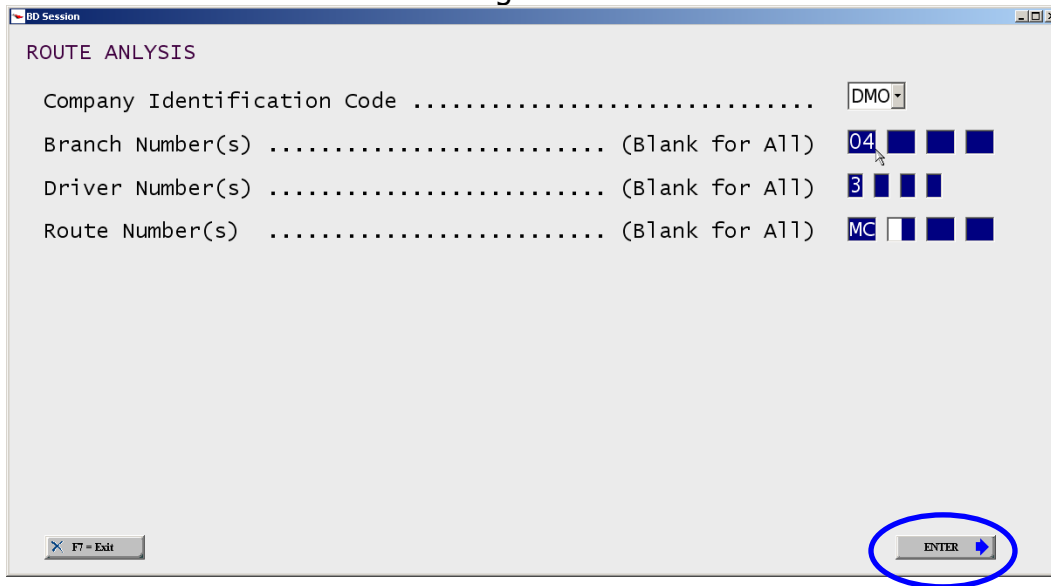 BD Session
ROUTE ANLYSIS
Company Identification Code ............................... DMO
Branch Number(s) .......................... (Blank for All) 04
Driver Number(s) .......................... (Blank for All) 3
Route Number(s) .......................... (Blank for All) MC
F7 = Exit ENTER